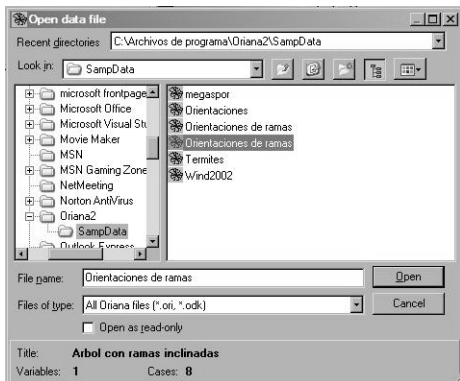 Open data file
Recent directories C:\Archivos de programa\Oriana2\SampData
Look in: SampData
microsoft frontpage
Microsoft Office
Microsoft Visual Stu
Movie Maker
MSN
MSN Gaming Zone
NetMeeting
Norton AntiVirus
Oriana2
SampData
Outlook Express
megaspor
Orientaciones
Orientaciones de ramas
Orientaciones de ramas
Termites
Wind2002
File name: Orientaciones de ramas Open
Files of type: All Oriana files (*.ori, *.odk) Cancel
Open as read-only
Title: Arbol con ramas inclinadas
Variables: 1 Cases: 8